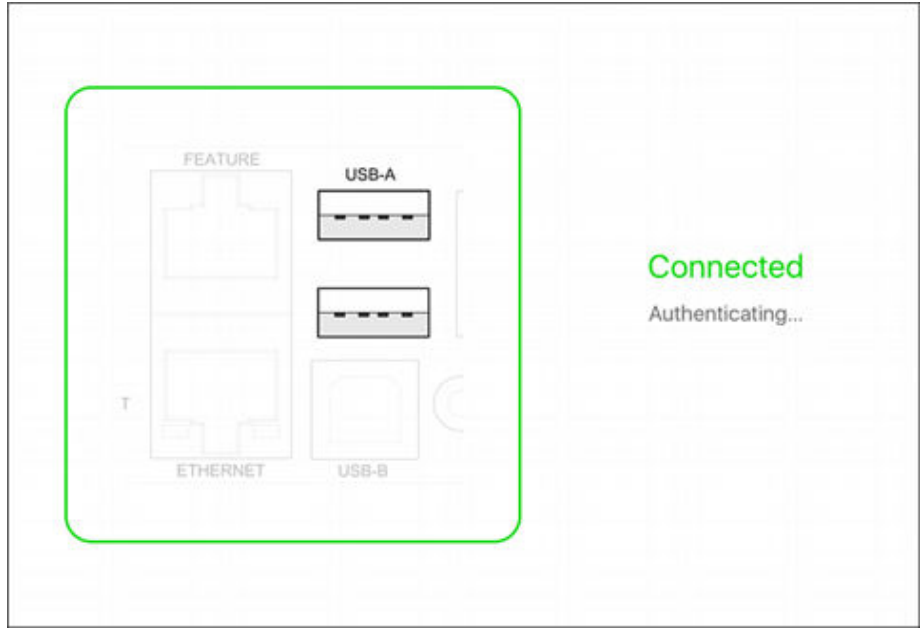 FEATURE
USB-A
Connected
Authenticating...
T
ETHERNET
USB-B